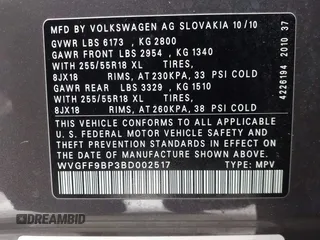 MFD BY VOLKSWAGEN AG SLOVAKIA 10/10
GVWR LBS 6173 , KG 2800
GAWR FRONT LBS 2954 , KG 1340
WITH 255/55R18 XL TIRES,
8JX18 RIMS, AT 230KPA, 33 PSI COLD
GAWR REAR LBS 3329 , KG 1510
WITH 255/55R18 XL TIRES,
8JX18 RIMS, AT 260KPA, 38 PSI COLD
THIS VEHICLE CONFORMS TO ALL APPLICABLE
FEDERAL MOTOR VEHICLE SAFETY AND
THEFT PREVENTION STANDARDS IN EFFECT ON THE
DATE OF MANUFACTURE SHOWN ABOVE.
WVGFF9BP3BD002517 TYPE: MPV
4226194 2010 37
DREAMBID